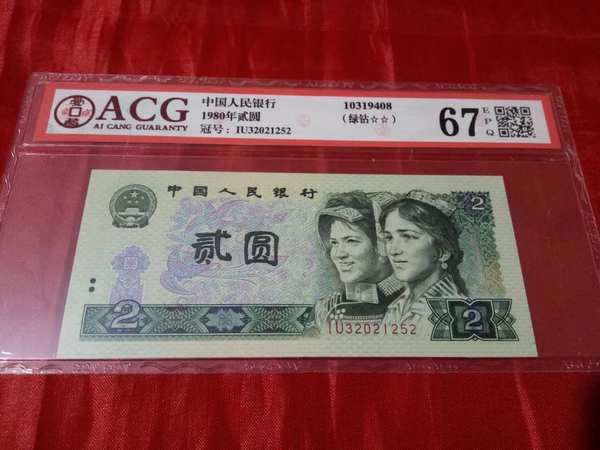 ACG
AI CANG GUARANTY
中国人民银行
1980年贰圆
冠号：IU32021252
10319408
（绿钻☆☆）
67 EPQ
中国人民银行
贰圆
2
IU32021252
2
2